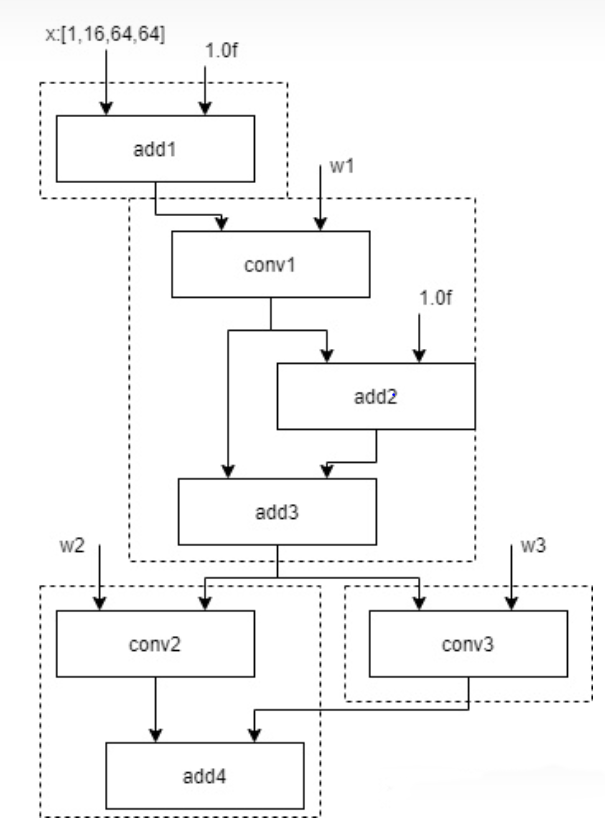 x:[1,16,64,64]
1.0f
add1
w1
conv1
1.0f
add2
add3
w2
w3
conv2
conv3
add4